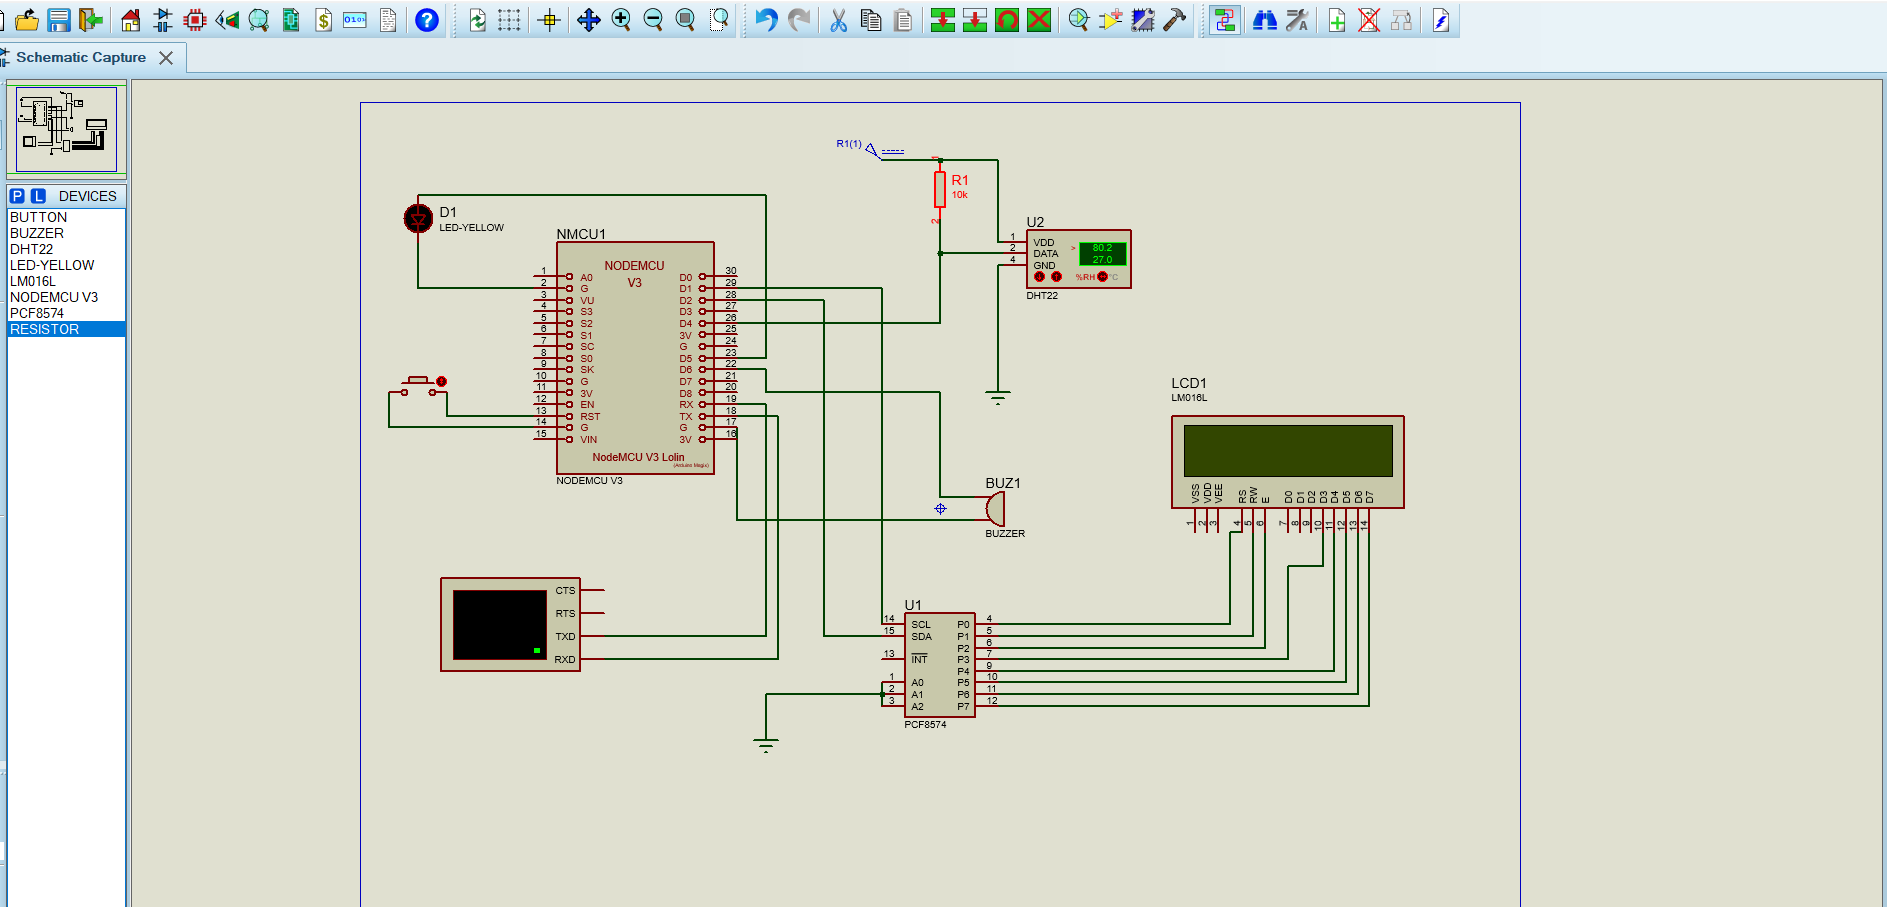 Schematic Capture
P L DEVICES
BUTTON
BUZZER
DHT22
LED-YELLOW
LM016L
NODEMCU V3
PCF8574
RESISTOR
R1(1)
1
R1
10k
2
D1
LED-YELLOW
NMCU1
NODEMCU
V3
1 A0
2 G
3 VU
4 S3
5 S2
6 S1
7 SC
8 S0
9 SK
10 G
11 3V
12 EN
13 RST
14 G
15 VIN
D0 30
D1 29
D2 28
D3 27
D4 26
3V 25
G 24
D5 23
D6 22
D7 21
D8 20
RX 19
TX 18
G 17
3V 16
NodeMCU V3 Lolin
(Arduino Magix)
NODEMCU V3
U2
1 VDD
2 DATA
4 GND
> 80.2
27.0
%RH °C
DHT22
LCD1
LM016L
VSS VDD VEE RS RW E D0 D1 D2 D3 D4 D5 D6 D7
1 2 3 4 5 6 7 8 9 10 11 12 13 14
BUZ1
BUZZER
CTS
RTS
TXD
RXD
U1
14 SCL
15 SDA
13 INT
1 A0
2 A1
3 A2
P0 4
P1 5
P2 6
P3 7
P4 9
P5 10
P6 11
P7 12
PCF8574